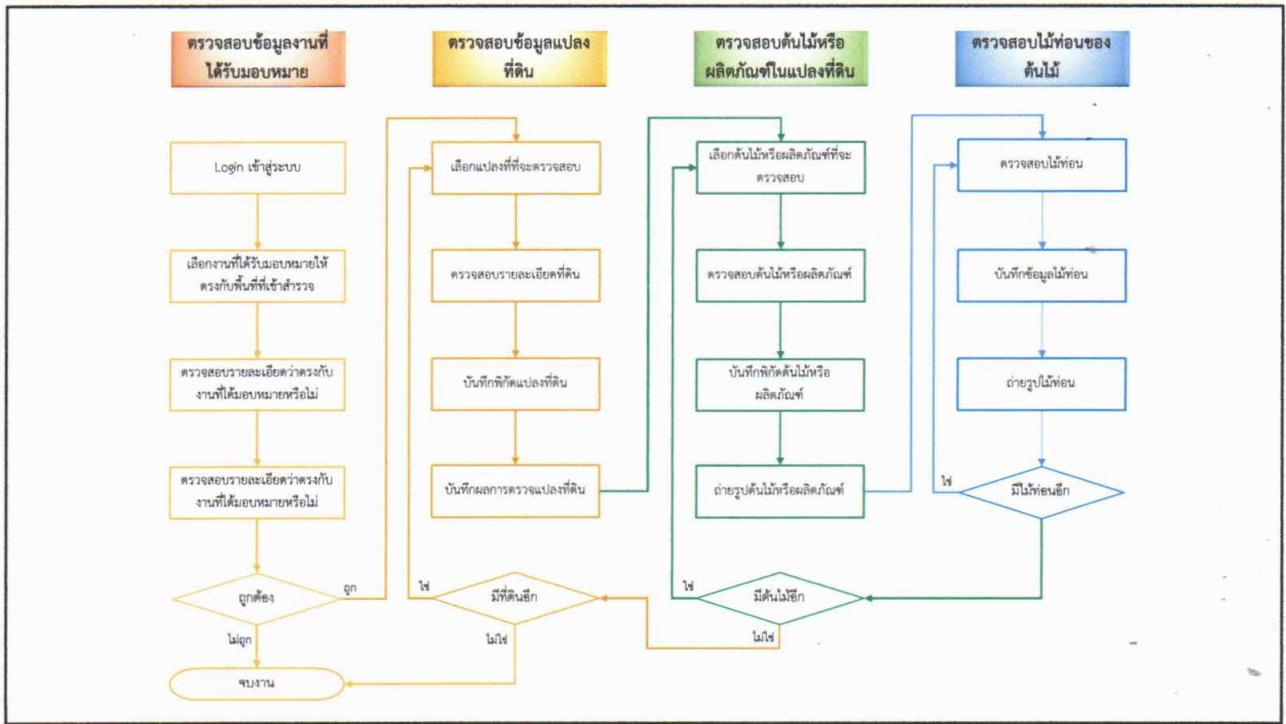 ตรวจสอบข้อมูลงานที่
ได้รับมอบหมาย
ตรวจสอบข้อมูลแปลง
ที่ดิน
ตรวจสอบต้นไม้หรือ
ผลิตภัณฑ์ในแปลงที่ดิน
ตรวจสอบไม้ท่อนของ
ต้นไม้
Login เข้าสู่ระบบ
เลือกงานที่ได้รับมอบหมายให้
ตรงกับพื้นที่ที่เข้าสำรวจ
ตรวจสอบรายละเอียดว่าตรงกับ
งานที่ได้มอบหมายหรือไม่
ตรวจสอบรายละเอียดว่าตรงกับ
งานที่ได้มอบหมายหรือไม่
ถูกต้อง
ถูก
ไม่ถูก
จบงาน
เลือกแปลงที่ที่จะตรวจสอบ
ตรวจสอบรายละเอียดที่ดิน
บันทึกพิกัดแปลงที่ดิน
บันทึกผลการตรวจแปลงที่ดิน
มีที่ดินอีก
ใช่
ไม่ใช่
เลือกต้นไม้หรือผลิตภัณฑ์ที่จะ
ตรวจสอบ
ตรวจสอบต้นไม้หรือผลิตภัณฑ์
บันทึกพิกัดต้นไม้หรือ
ผลิตภัณฑ์
ถ่ายรูปต้นไม้หรือผลิตภัณฑ์
มีต้นไม้อีก
ใช่
ไม่ใช่
ตรวจสอบไม้ท่อน
บันทึกข้อมูลไม้ท่อน
ถ่ายรูปไม้ท่อน
มีไม้ท่อนอีก
ใช่